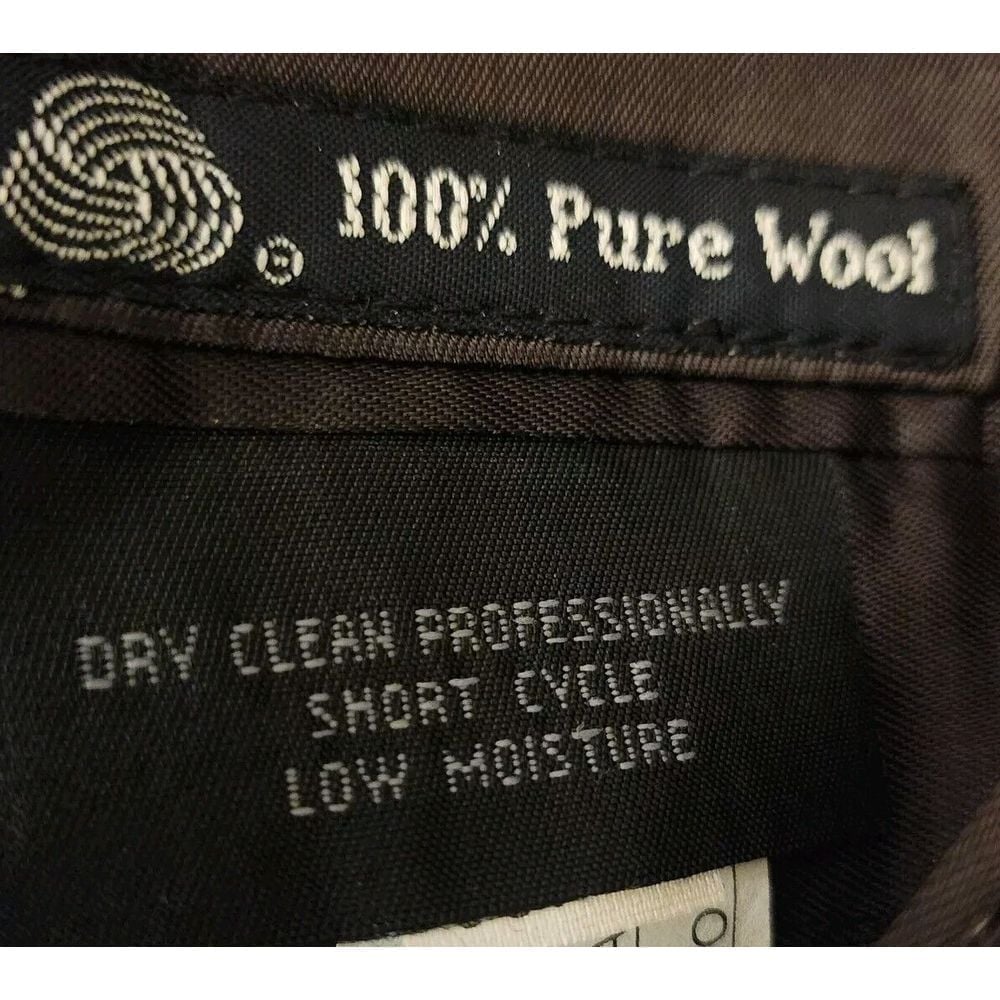 ® 100% Pure Wool
DRY CLEAN PROFESSIONALLY
SHORT CYCLE
LOW MOISTURE